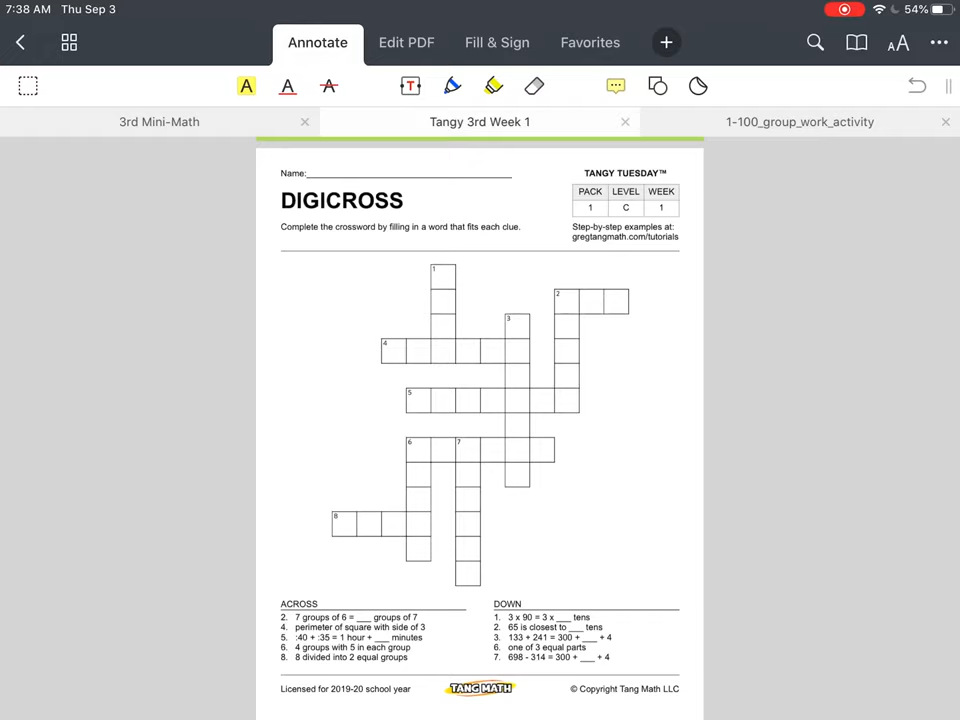 7:38 AM Thu Sep 3 54%
Annotate Edit PDF Fill & Sign Favorites +
AA
A A A T
3rd Mini-Math × Tangy 3rd Week 1 × 1-100_group_work_activity ×
Name:
TANGY TUESDAY™
DIGICROSS
PACK LEVEL WEEK
1 C 1
Complete the crossword by filling in a word that fits each clue.
Step-by-step examples at:
gregtangmath.com/tutorials
1
2
3
4
5
6 7
8
ACROSS
2. 7 groups of 6 = ___ groups of 7
4. perimeter of square with side of 3
5. :40 + :35 = 1 hour + ___ minutes
6. 4 groups with 5 in each group
8. 8 divided into 2 equal groups
DOWN
1. 3 x 90 = 3 x ___ tens
2. 65 is closest to ___ tens
3. 133 + 241 = 300 + ___ + 4
6. one of 3 equal parts
7. 698 - 314 = 300 + ___ + 4
Licensed for 2019-20 school year
TANG MATH
© Copyright Tang Math LLC